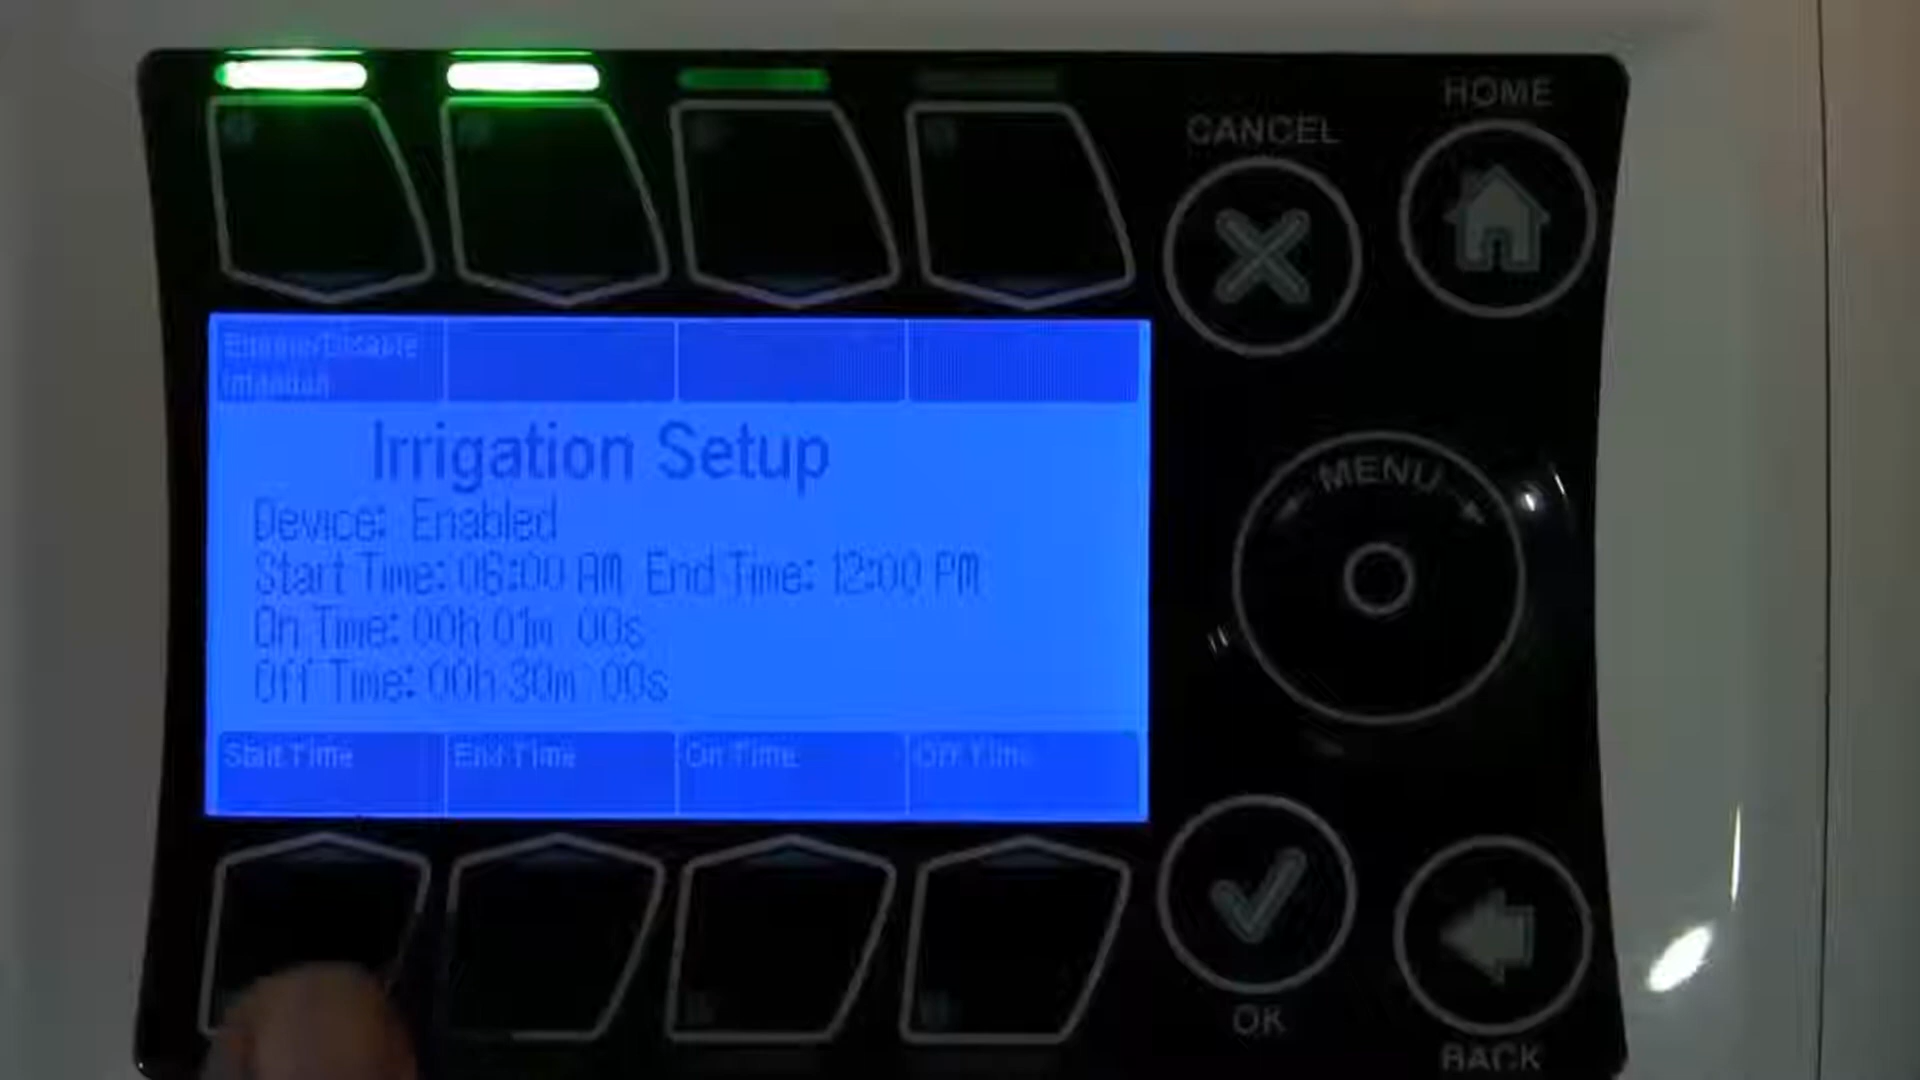 HOME
CANCEL
Enable/Disable
Irrigation
Irrigation Setup
Device: Enabled
Start Time: 06:00 AM End Time: 12:00 PM
On Time: 00h 01m 00s
Off Time: 00h 30m 00s
MENU
Start Time
End Time
On Time
Off Time
OK
BACK